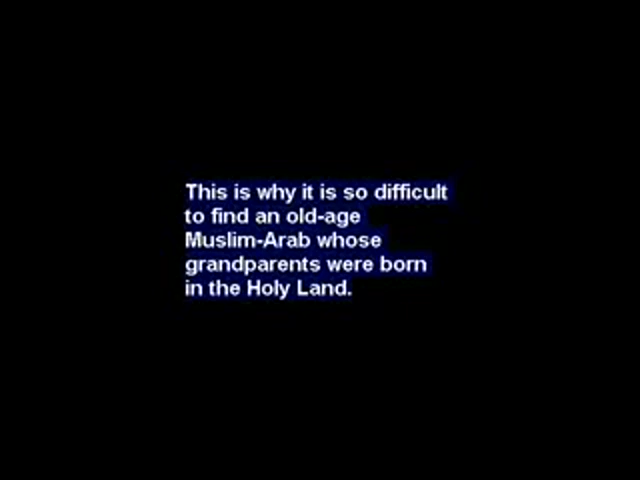 This is why it is so difficult
to find an old-age
Muslim-Arab whose
grandparents were born
in the Holy Land.